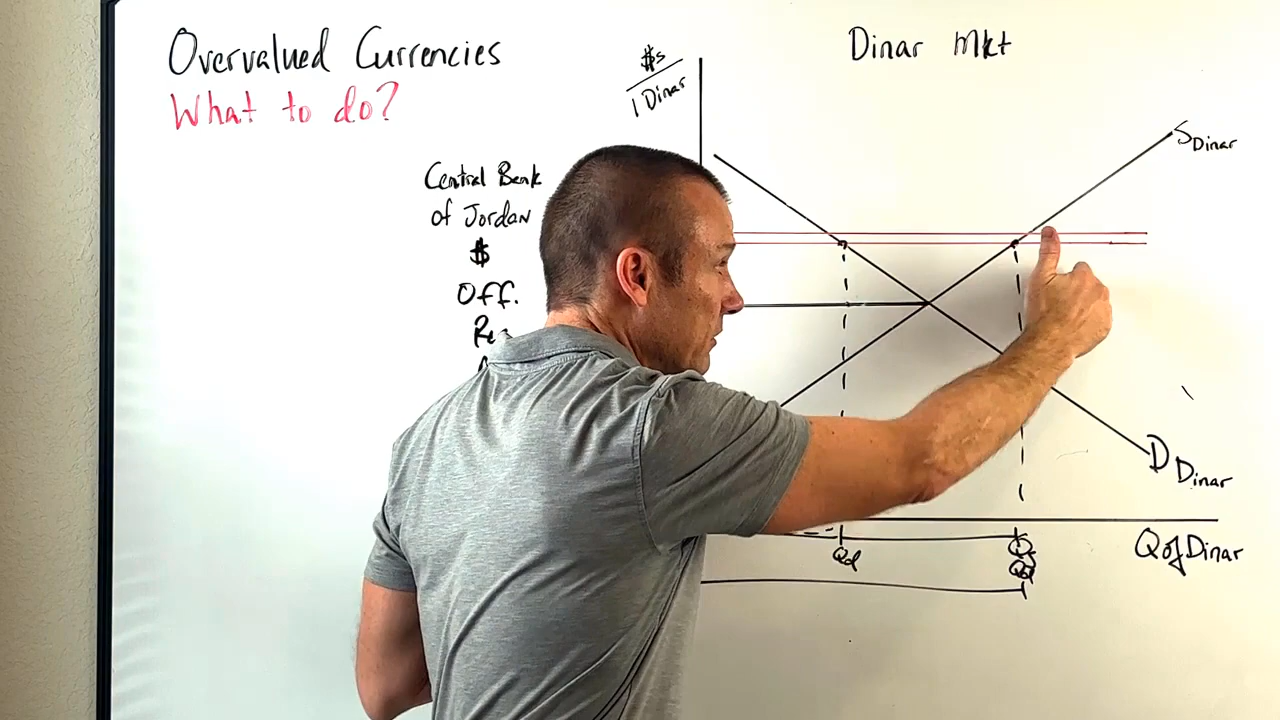 Overvalued Currencies
What to do?
Central Bank
of Jordan
$
Off.
$s
1 Dinar
Dinar Mkt
S Dinar
D Dinar
Qd
Q of Dinar